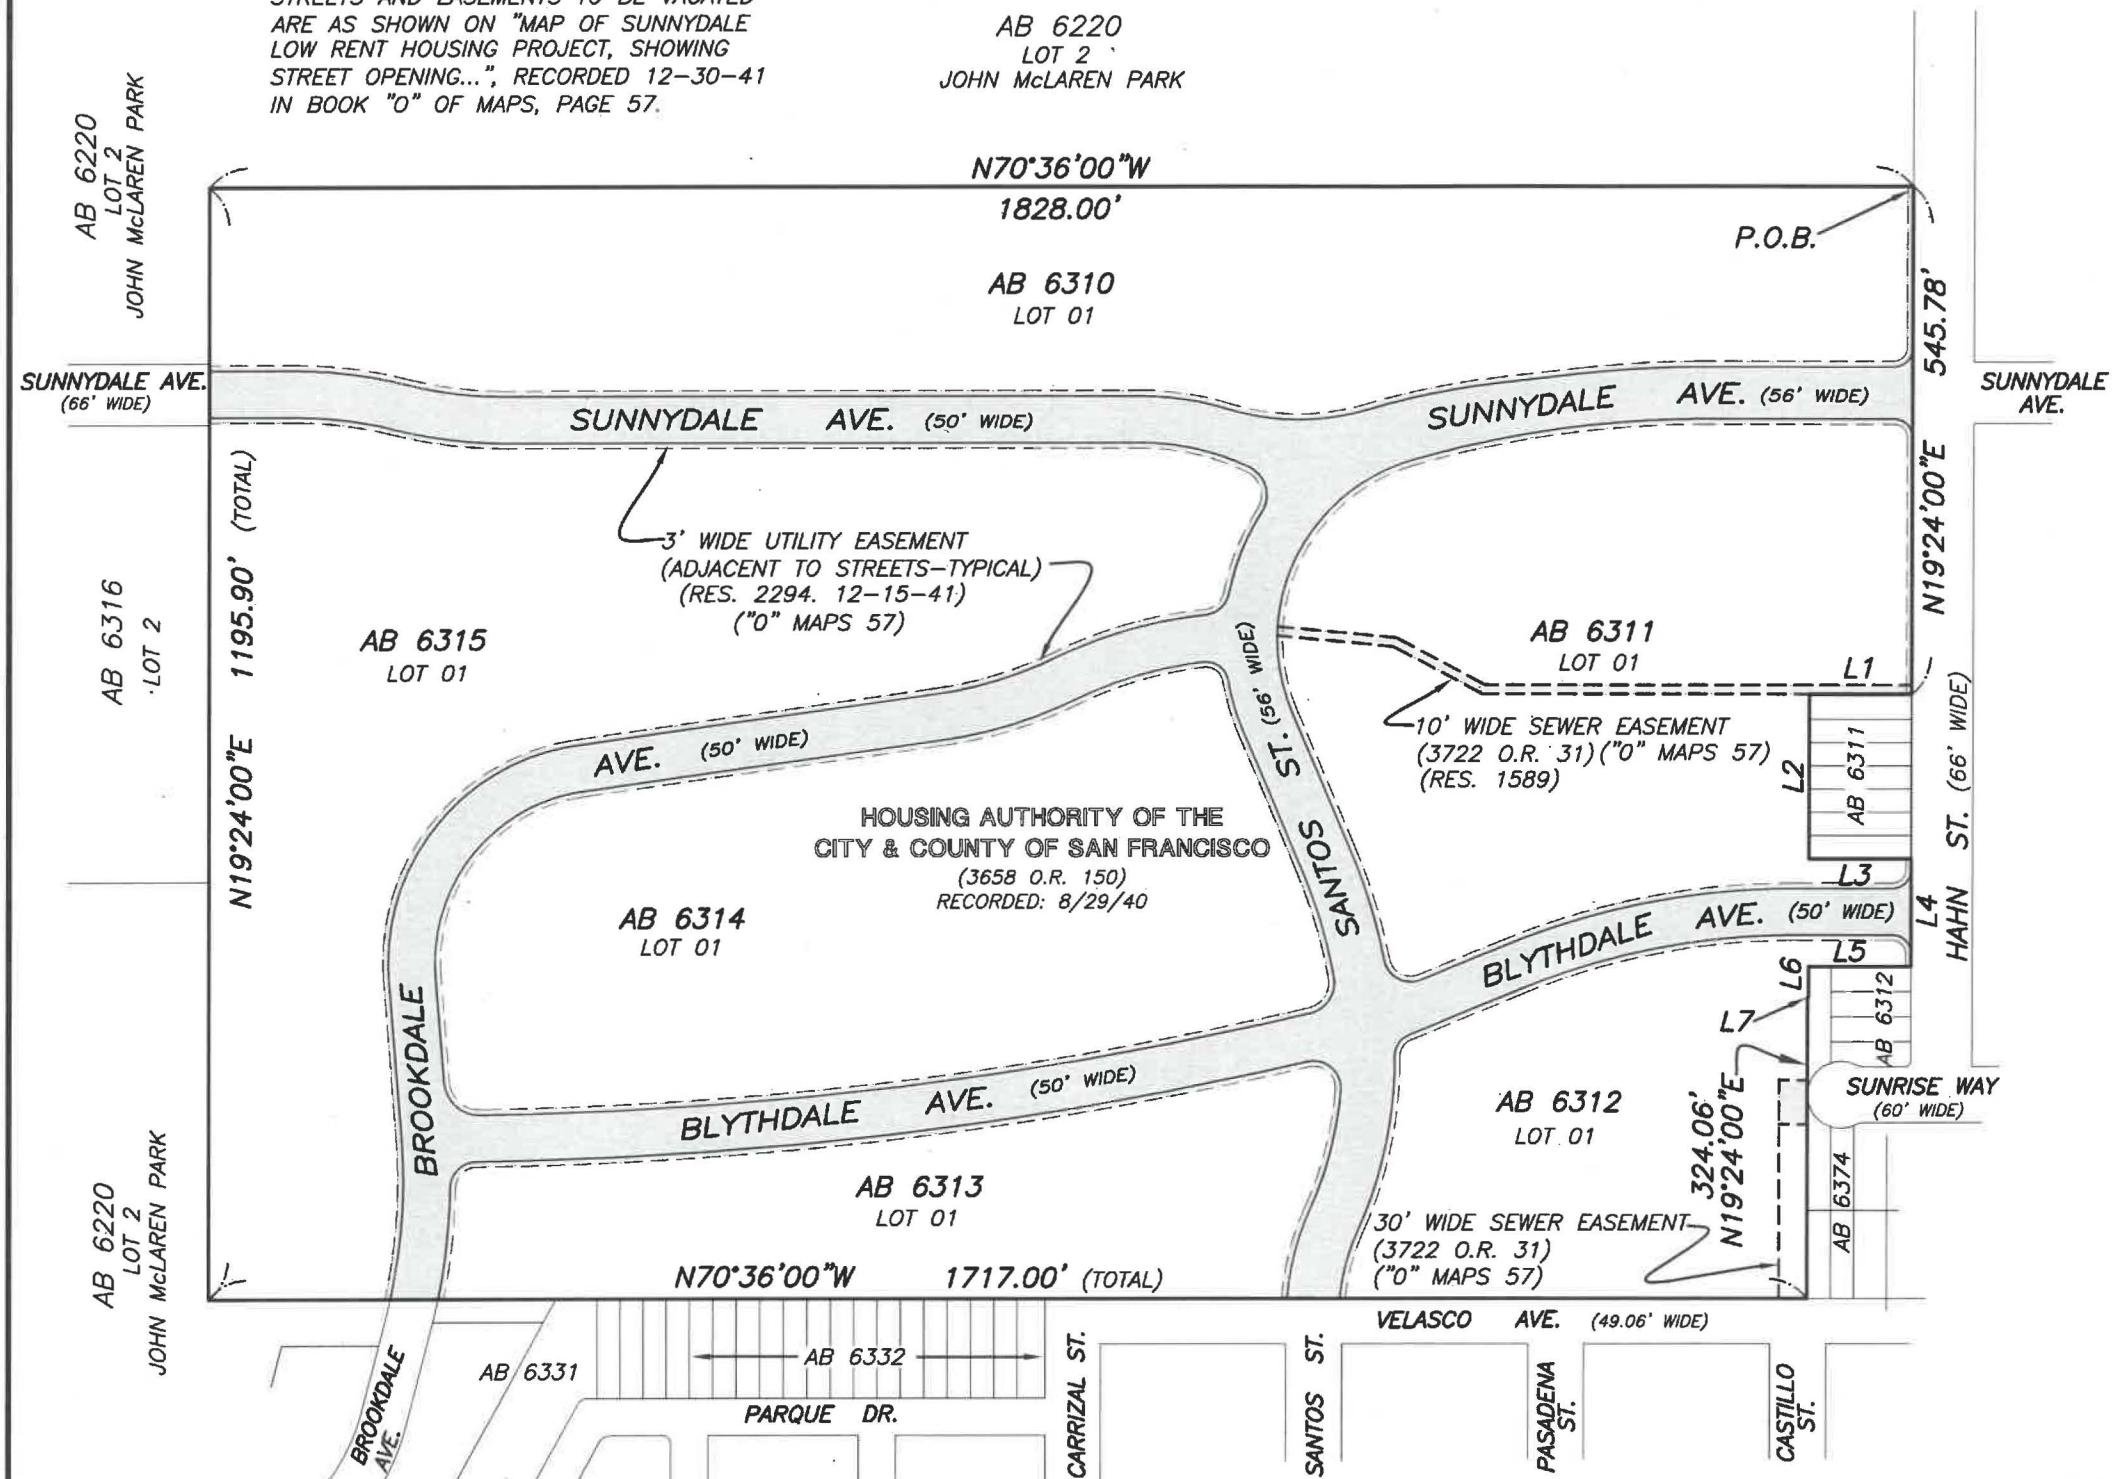 STREETS AND EASEMENTS TO BE VACATED
ARE AS SHOWN ON "MAP OF SUNNYDALE
LOW RENT HOUSING PROJECT, SHOWING
STREET OPENING...", RECORDED 12-30-41
IN BOOK "O" OF MAPS, PAGE 57.
AB 6220
LOT 2
JOHN McLAREN PARK
AB 6220
LOT 2
JOHN McLAREN PARK
N70°36'00"W
1828.00'
P.O.B.
AB 6310
LOT 01
545.78'
N19°24'00"E
SUNNYDALE AVE.
(66' WIDE)
SUNNYDALE AVE. (50' WIDE)
SUNNYDALE AVE. (56' WIDE)
SUNNYDALE
AVE.
N19°24'00"E 1195.90' (TOTAL)
3' WIDE UTILITY EASEMENT
(ADJACENT TO STREETS-TYPICAL)
(RES. 2294. 12-15-41)
("O" MAPS 57)
AB 6316
LOT 2
AB 6315
LOT 01
AB 6311
LOT 01
L1
10' WIDE SEWER EASEMENT
(3722 O.R. 31)("O" MAPS 57)
(RES. 1589)
L2
AB 6311
HAHN ST. (66' WIDE)
AVE. (50' WIDE)
SANTOS ST. (56' WIDE)
HOUSING AUTHORITY OF THE
CITY & COUNTY OF SAN FRANCISCO
(3658 O.R. 150)
RECORDED: 8/29/40
AB 6314
LOT 01
L3
L4
BLYTHDALE AVE. (50' WIDE)
L5
L6
L7
AB 6312
BROOKDALE
BLYTHDALE AVE. (50' WIDE)
AB 6312
LOT 01
324.06'
N19°24'00"E
SUNRISE WAY
(60' WIDE)
AB 6374
AB 6220
LOT 2
JOHN McLAREN PARK
AB 6313
LOT 01
30' WIDE SEWER EASEMENT
(3722 O.R. 31)
("O" MAPS 57)
N70°36'00"W 1717.00' (TOTAL)
VELASCO AVE. (49.06' WIDE)
BROOKDALE
AVE.
AB 6331
AB 6332
PARQUE DR.
CARRIZAL ST.
SANTOS ST.
PASADENA
ST.
CASTILLO
ST.